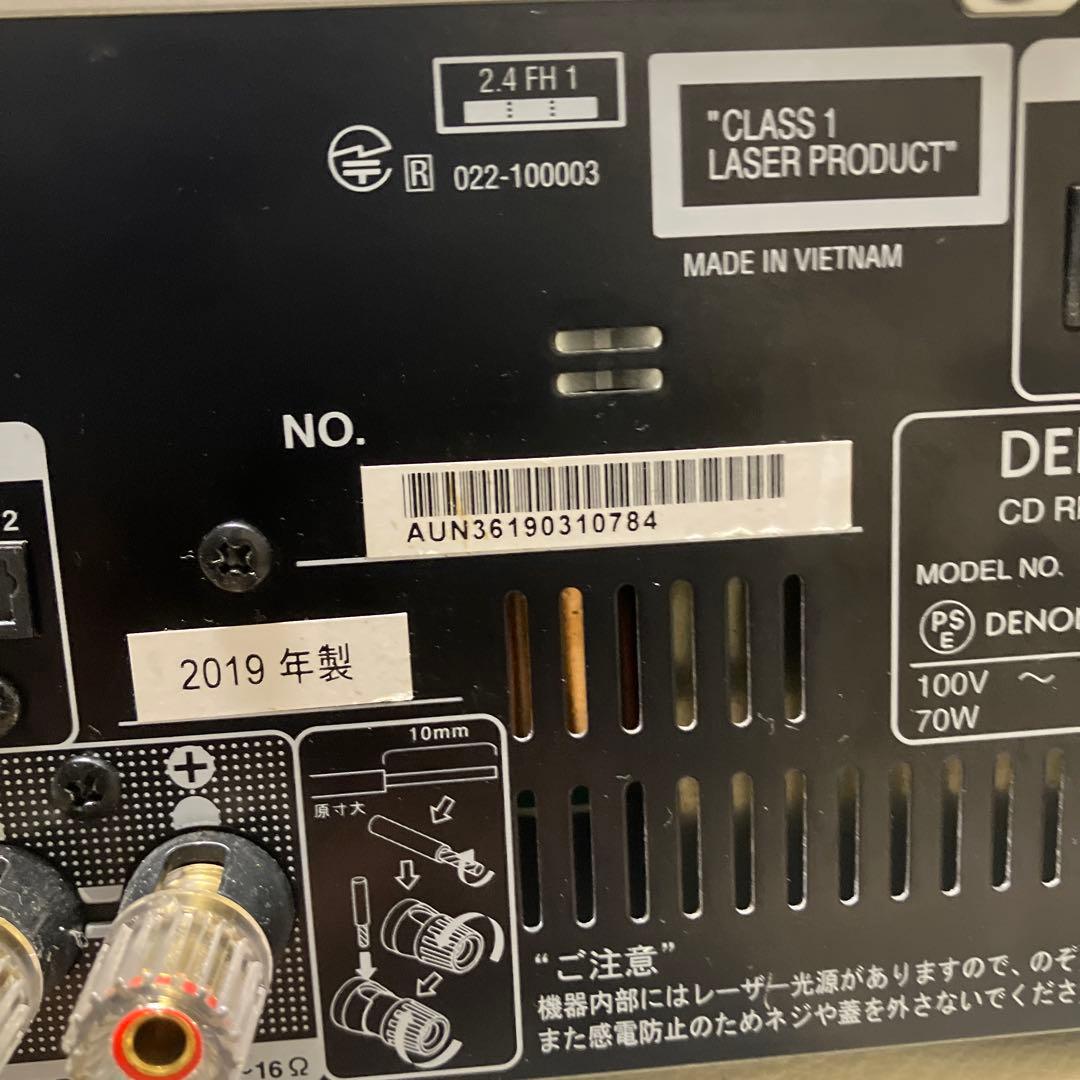 2.4 FH 1
R 022-100003
"CLASS 1
LASER PRODUCT"
MADE IN VIETNAM
NO.
AUN36190310784
2019 年製
2
DE
CD R
MODEL NO.
PS
E
DENO
100V ~
70W
10mm
原寸大
+
~16 Ω
“ご注意”
機器内部にはレーザー光源がありますので、のぞ
また感電防止のためネジや蓋を外さないでくださ